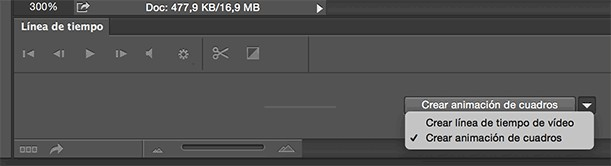 300% Doc: 477,9 KB/16,9 MB
Línea de tiempo
Crear animación de cuadros
Crear línea de tiempo de vídeo
Crear animación de cuadros